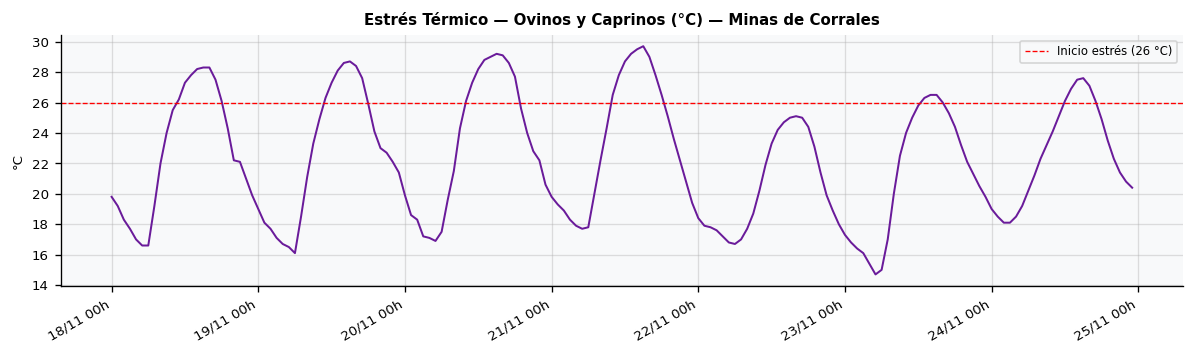 Estrés Térmico — Ovinos y Caprinos (°C) — Minas de Corrales
Inicio estrés (26 °C)
°C
30
28
26
24
22
20
18
16
14
18/11 00h
19/11 00h
20/11 00h
21/11 00h
22/11 00h
23/11 00h
24/11 00h
25/11 00h